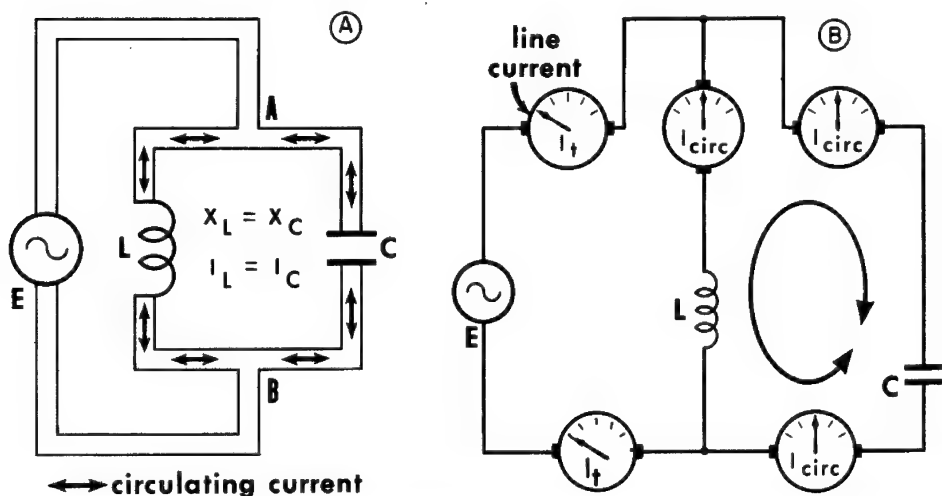 A
A
X_L = X_C
I_L = I_C
L
C
E
B
circulating current
B
line
current
I_t
I_circ
I_circ
L
E
C
I_t
I_circ